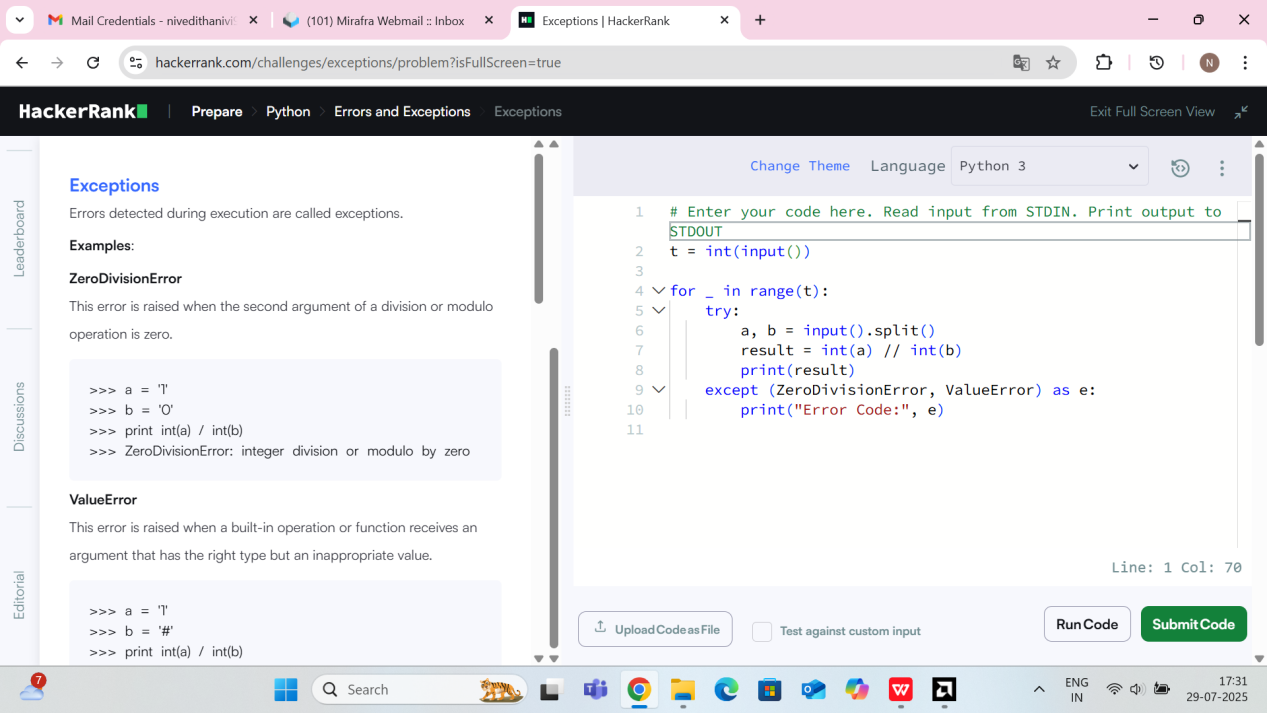 Mail Credentials - nivedithanivi
(101) Mirafra Webmail :: Inbox
Exceptions | HackerRank
hackerrank.com/challenges/exceptions/problem?isFullScreen=true
N
HackerRank
Prepare
Python
Errors and Exceptions
Exceptions
Exit Full Screen View
Leaderboard
Discussions
Editorial
Exceptions
Errors detected during execution are called exceptions.
Examples:
ZeroDivisionError
This error is raised when the second argument of a division or modulo
operation is zero.
>>> a = '1'
>>> b = '0'
>>> print int(a) / int(b)
>>> ZeroDivisionError: integer division or modulo by zero
ValueError
This error is raised when a built-in operation or function receives an
argument that has the right type but an inappropriate value.
>>> a = '1'
>>> b = '#'
>>> print int(a) / int(b)
Change Theme Language Python 3
1 # Enter your code here. Read input from STDIN. Print output to
STDOUT
2 t = int(input())
3
4 for _ in range(t):
5 try:
6 a, b = input().split()
7 result = int(a) // int(b)
8 print(result)
9 except (ZeroDivisionError, ValueError) as e:
10 print("Error Code:", e)
11
Line: 1 Col: 70
Upload Code as File
Test against custom input
Run Code
Submit Code
7
Search
ENG
IN
17:31
29-07-2025